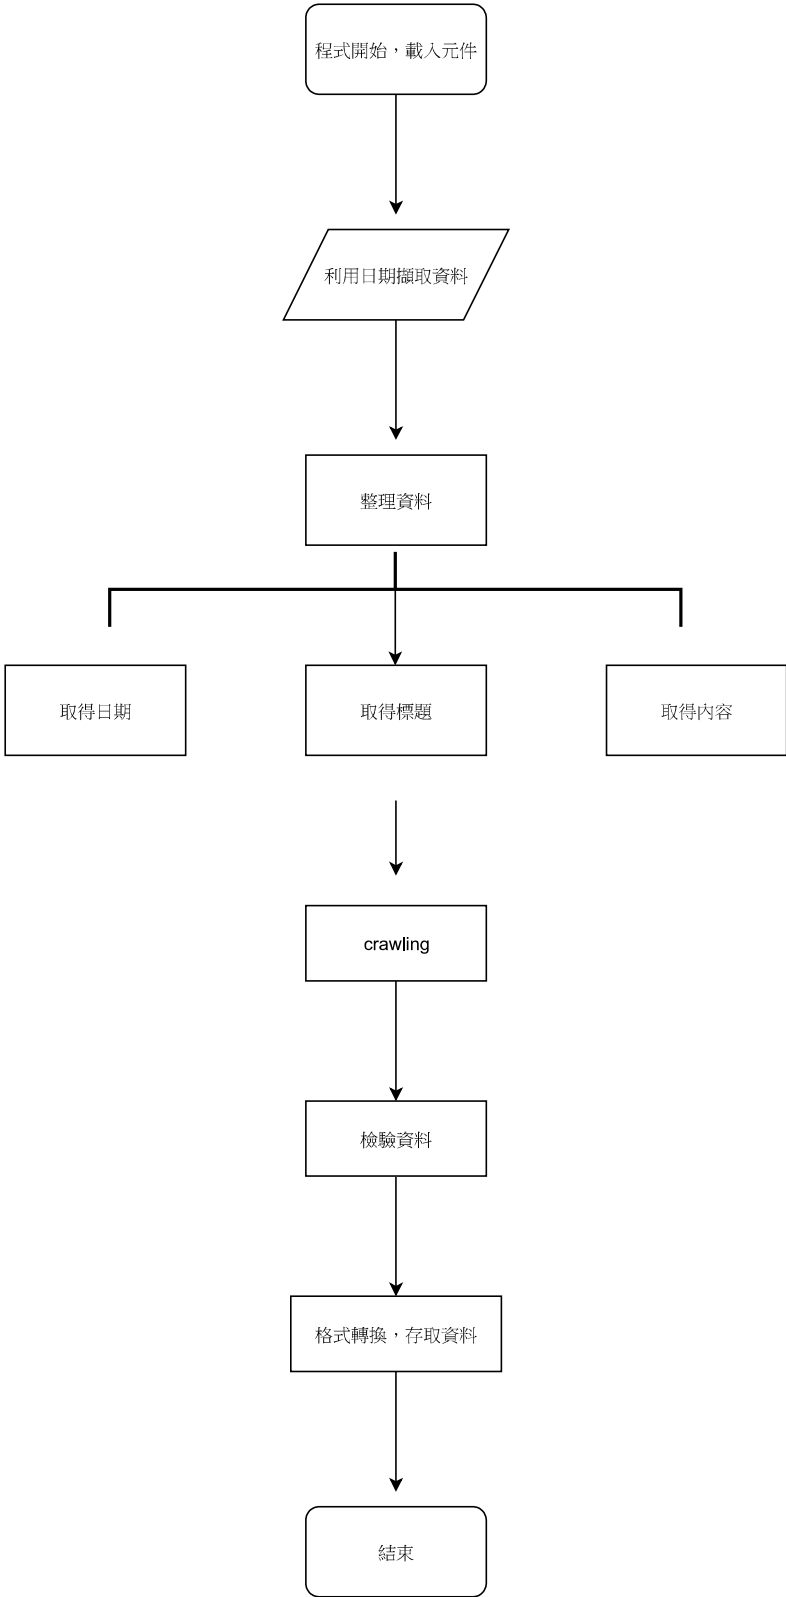 程式開始，載入元件
利用日期擷取資料
整理資料
取得日期
取得標題
取得內容
crawling
檢驗資料
格式轉換，存取資料
結束